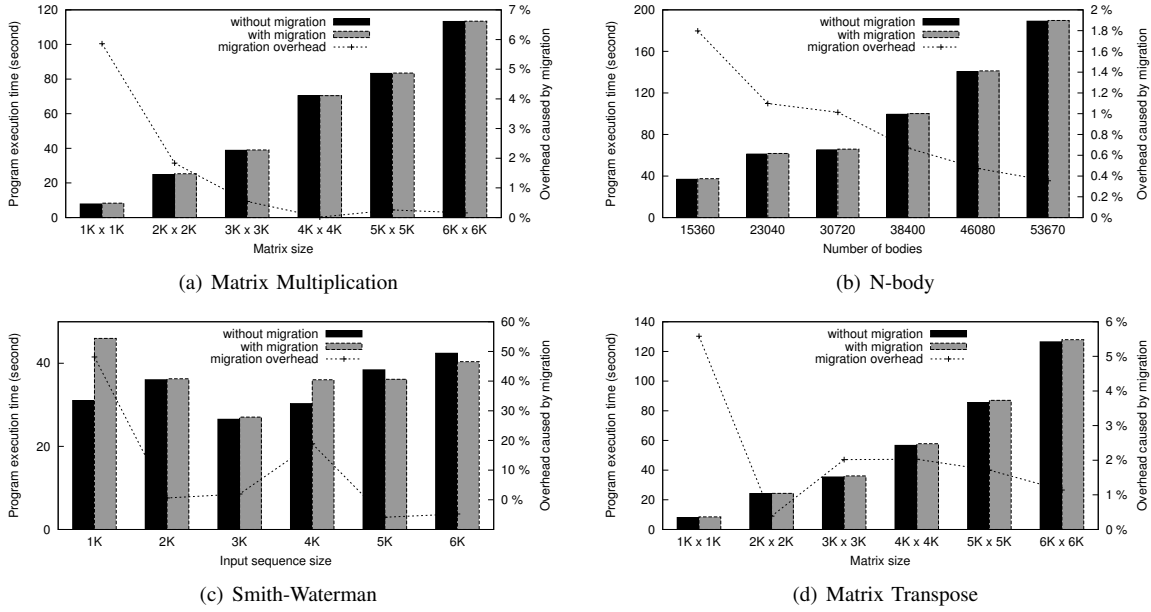 without migration
with migration
migration overhead
Program execution time (second)
0
20
40
60
80
100
120
Overhead caused by migration
0 %
1 %
2 %
3 %
4 %
5 %
6 %
7 %
1K x 1K 2K x 2K 3K x 3K 4K x 4K 5K x 5K 6K x 6K
Matrix size
(a) Matrix Multiplication
without migration
with migration
migration overhead
Program execution time (second)
0
40
80
120
160
200
Overhead caused by migration
0 %
0.2 %
0.4 %
0.6 %
0.8 %
1 %
1.2 %
1.4 %
1.6 %
1.8 %
2 %
15360 23040 30720 38400 46080 53670
Number of bodies
(b) N-body
without migration
with migration
migration overhead
Program execution time (second)
0
20
40
Overhead caused by migration
0 %
10 %
20 %
30 %
40 %
50 %
60 %
1K 2K 3K 4K 5K 6K
Input sequence size
(c) Smith-Waterman
without migration
with migration
migration overhead
Program execution time (second)
0
20
40
60
80
100
120
140
Overhead caused by migration
0 %
1 %
2 %
3 %
4 %
5 %
6 %
1K x 1K 2K x 2K 3K x 3K 4K x 4K 5K x 5K 6K x 6K
Matrix size
(d) Matrix Transpose